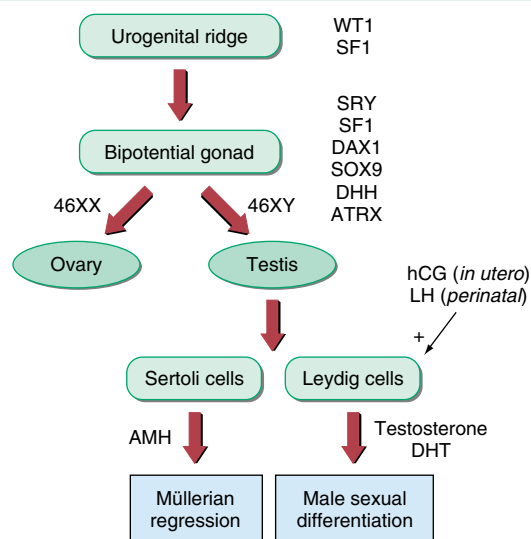 Urogenital ridge
WT1
SF1
Bipotential gonad
SRY
SF1
DAX1
SOX9
DHH
ATRX
46XX
46XY
Ovary
Testis
hCG (in utero)
LH (perinatal)
+
Sertoli cells
Leydig cells
AMH
Testosterone
DHT
Müllerian
regression
Male sexual
differentiation